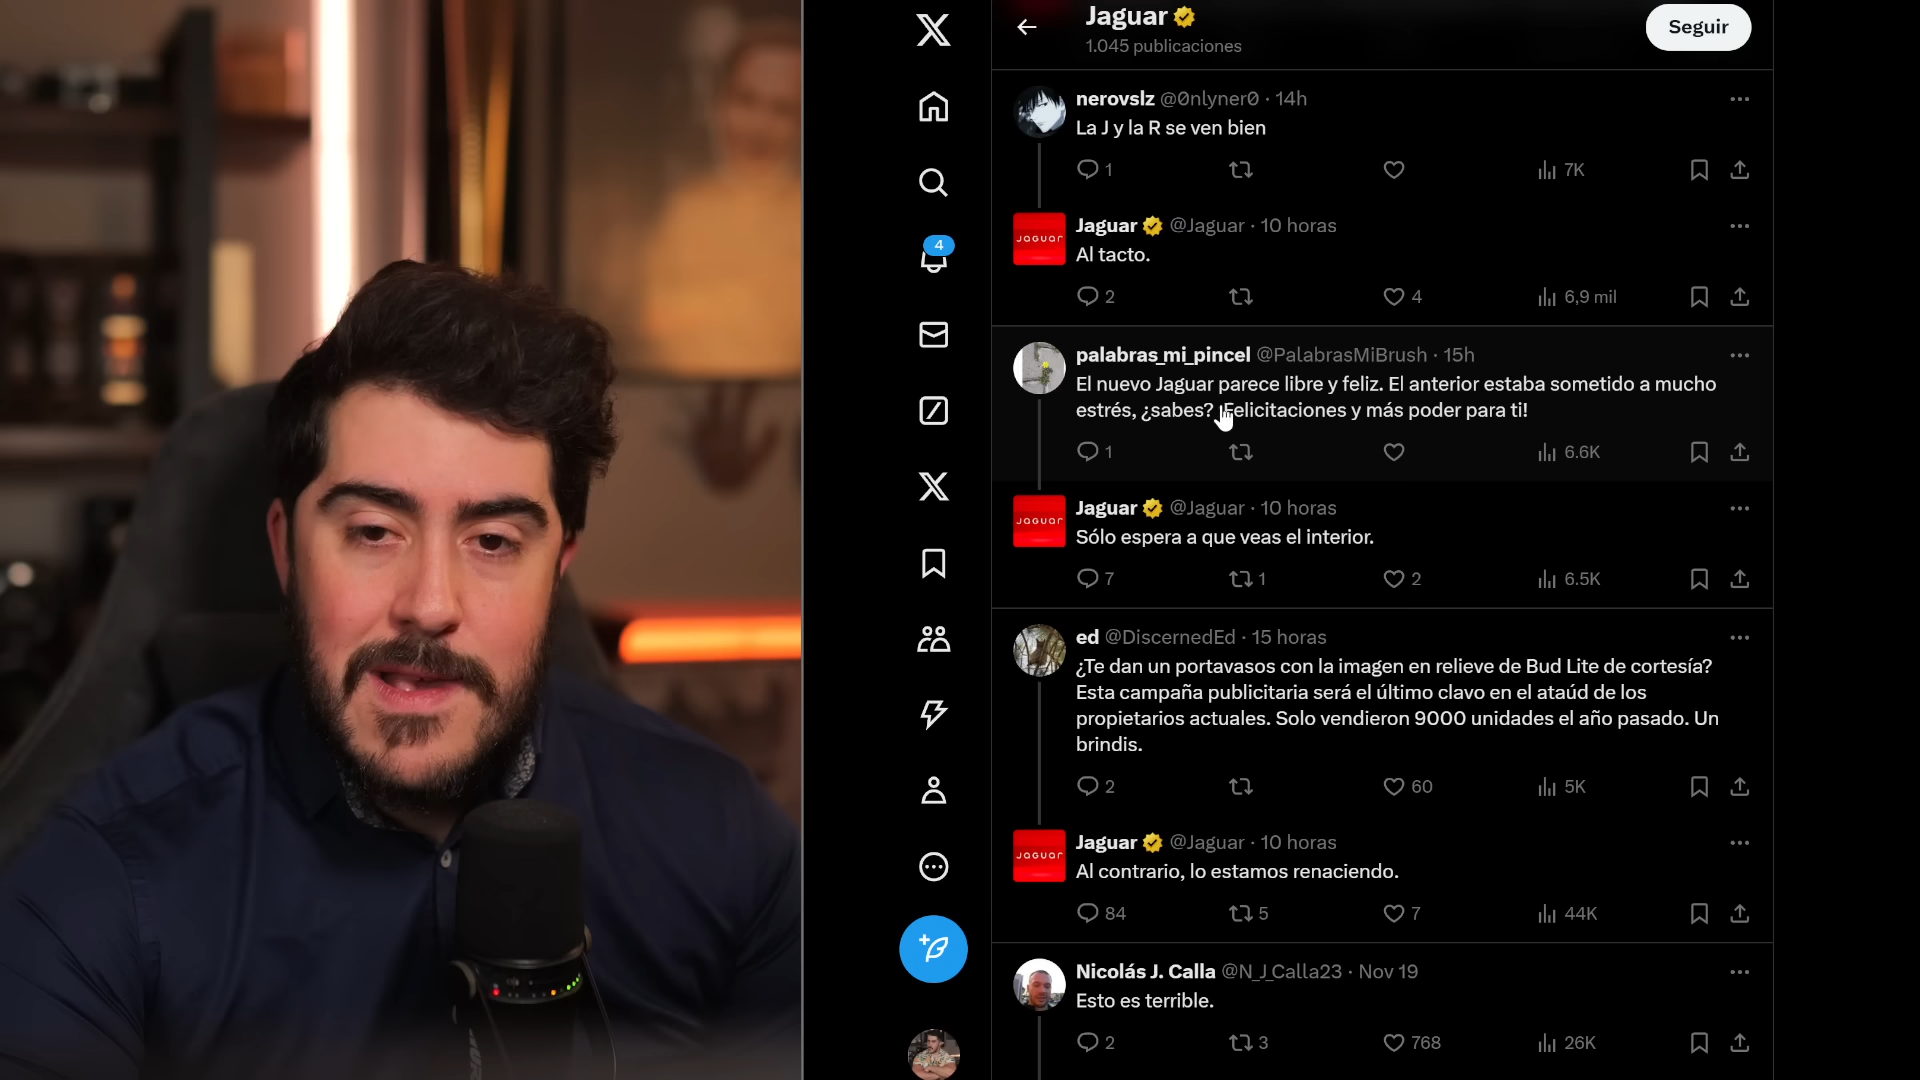 Jaguar
1.045 publicaciones
Seguir
nerovslz @0nlyner0 · 14h
La J y la R se ven bien
1 7K
Jaguar @Jaguar · 10 horas
JaGUar
Al tacto.
2 4 6,9 mil
4
palabras_mi_pincel @PalabrasMiBrush · 15h
El nuevo Jaguar parece libre y feliz. El anterior estaba sometido a mucho
estrés, ¿sabes? ¡Felicitaciones y más poder para ti!
1 6.6K
Jaguar @Jaguar · 10 horas
JaGUar
Sólo espera a que veas el interior.
7 1 2 6.5K
ed @DiscernedEd · 15 horas
¿Te dan un portavasos con la imagen en relieve de Bud Lite de cortesía?
Esta campaña publicitaria será el último clavo en el ataúd de los
propietarios actuales. Solo vendieron 9000 unidades el año pasado. Un
brindis.
2 60 5K
Jaguar @Jaguar · 10 horas
JaGUar
Al contrario, lo estamos renaciendo.
84 5 7 44K
Nicolás J. Calla @N_J_Calla23 · Nov 19
Esto es terrible.
2 3 768 26K